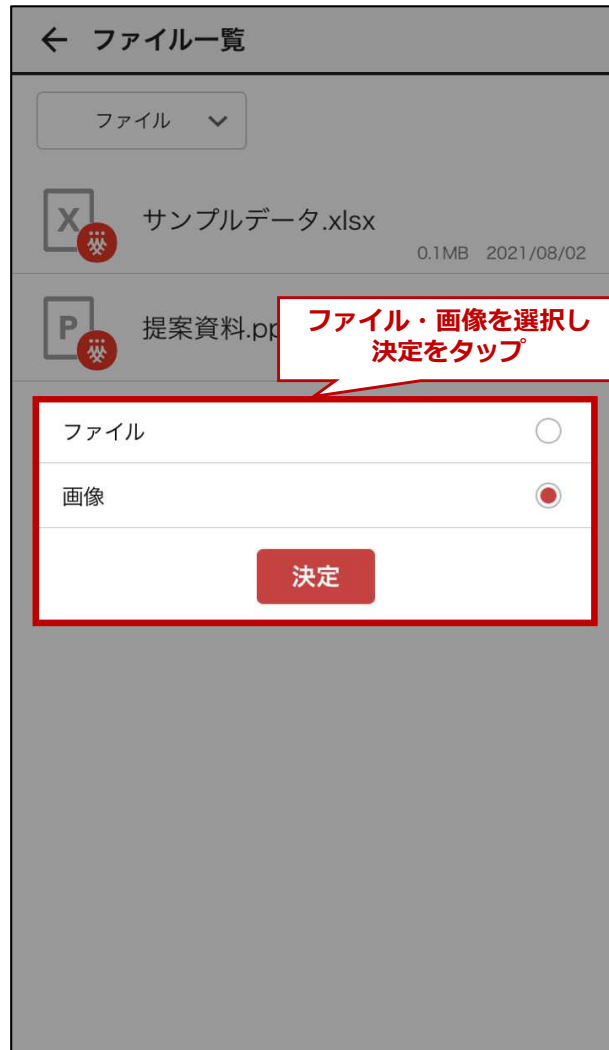 ← ファイル一覧
ファイル
X
サンプルデータ.xlsx
0.1MB 2021/08/02
P
提案資料.pp
ファイル・画像を選択し
決定をタップ
ファイル
画像
決定